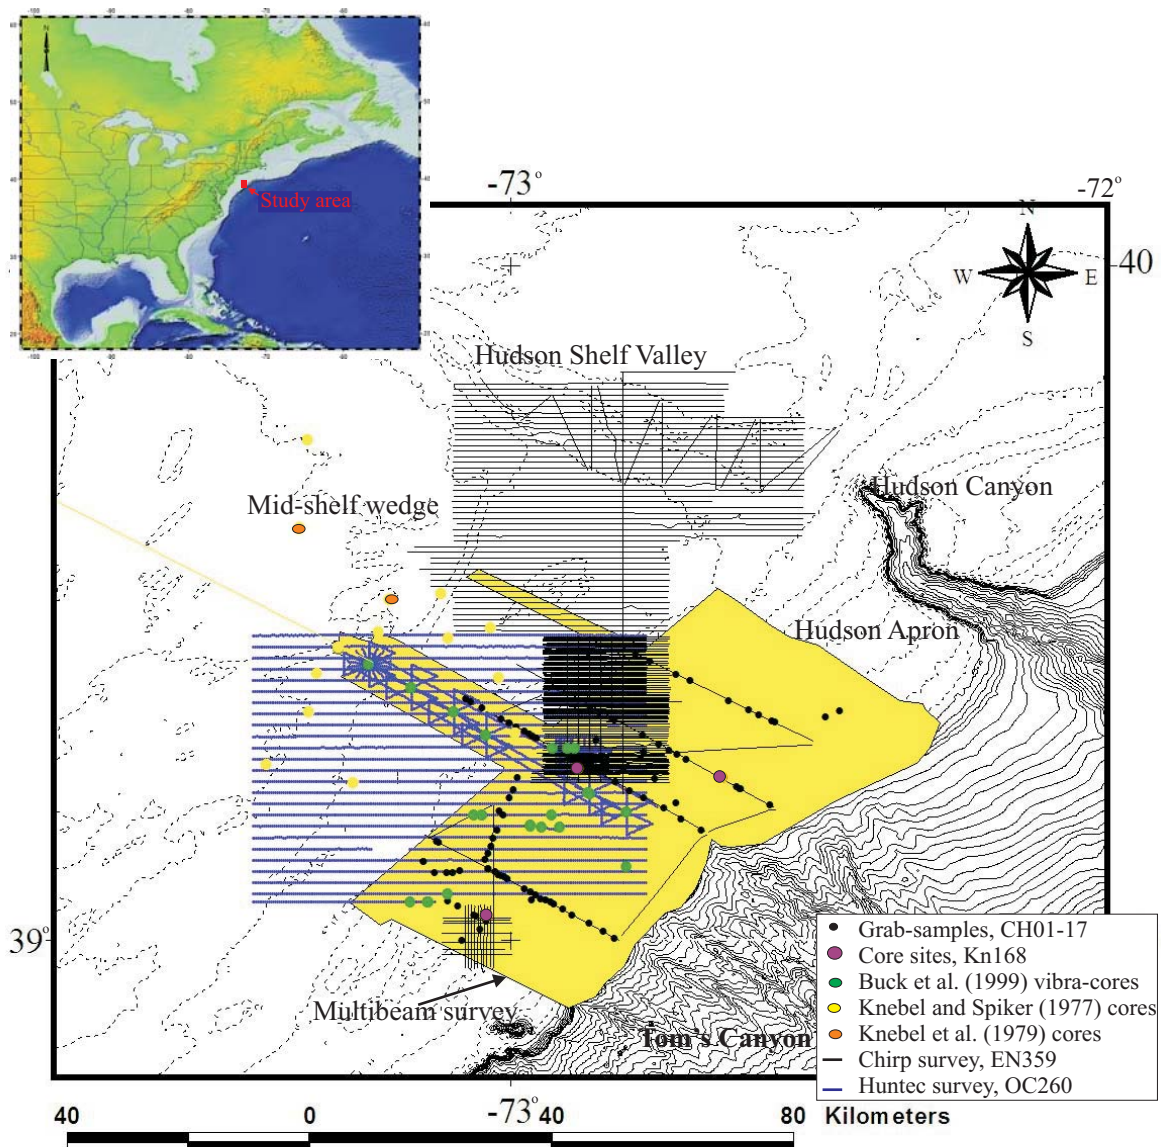 N
Study area
-73°
-72°
N
40
W
E
S
Hudson Shelf Valley
Hudson Canyon
Mid-shelf wedge
Hudson Apron
39°
Multibeam survey
Tom's Canyon
Grab-samples, CH01-17
Core sites, Kn168
Buck et al. (1999) vibra-cores
Knebel and Spiker (1977) cores
Knebel et al. (1979) cores
Chirp survey, EN359
Huntec survey, OC260
-73°
40 0 40 80 Kilometers